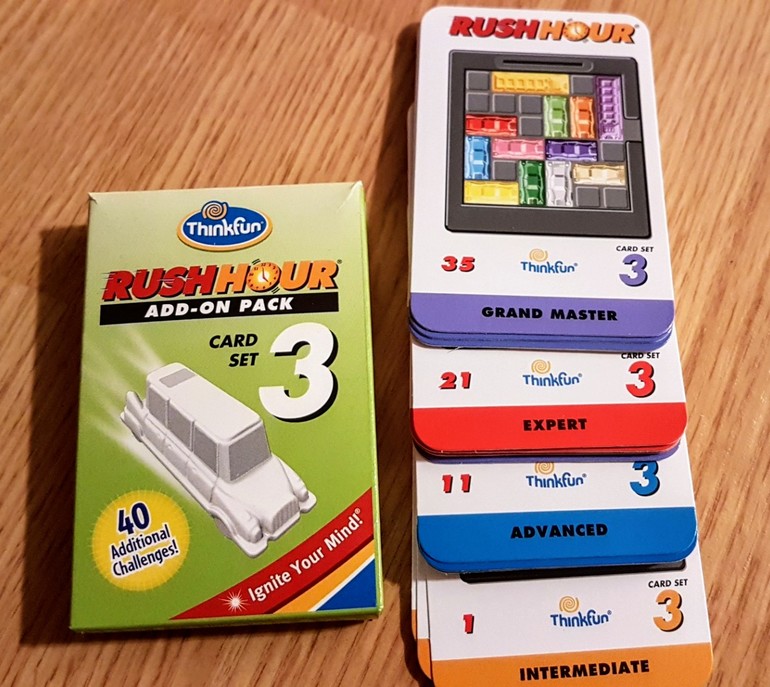 Thinkfun®
RUSH HOUR®
ADD-ON PACK
CARD
SET
3
40
Additional
Challenges!
Ignite Your Mind!®
RUSH HOUR®
35
Thinkfun®
CARD SET
3
GRAND MASTER
21
Thinkfun®
CARD SET
3
EXPERT
11
Thinkfun®
3
ADVANCED
1
Thinkfun®
CARD SET
3
INTERMEDIATE